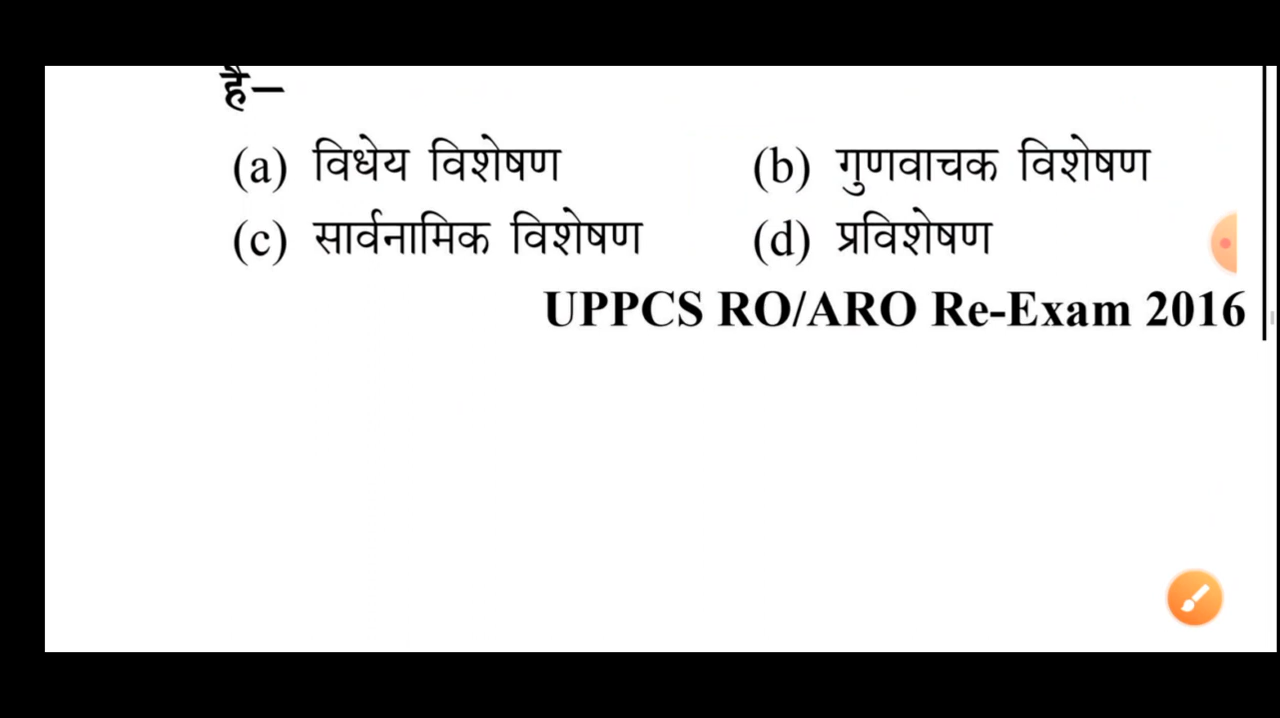 है–
(a) विधेय विशेषण (b) गुणवाचक विशेषण
(c) सार्वनामिक विशेषण (d) प्रविशेषण
UPPCS RO/ARO Re-Exam 2016